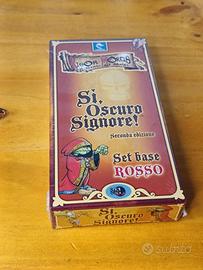 Sì,
Oscuro
Signore!
Seconda edizione
Set base
ROSSO
Sì,
Oscuro
Signore!
subito